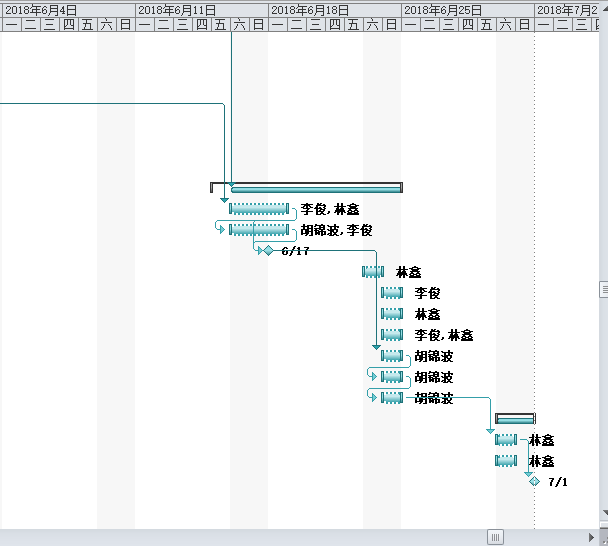 2018年6月4日 2018年6月11日 2018年6月18日 2018年6月25日 2018年7月2
一 二 三 四 五 六 日 一 二 三 四 五 六 日 一 二 三 四 五 六 日 一 二 三 四 五 六 日 一 二 三 四
李俊,林鑫
胡锦波,李俊
6/17
林鑫
李俊
林鑫
李俊,林鑫
胡锦波
胡锦波
胡锦波
林鑫
林鑫
7/1